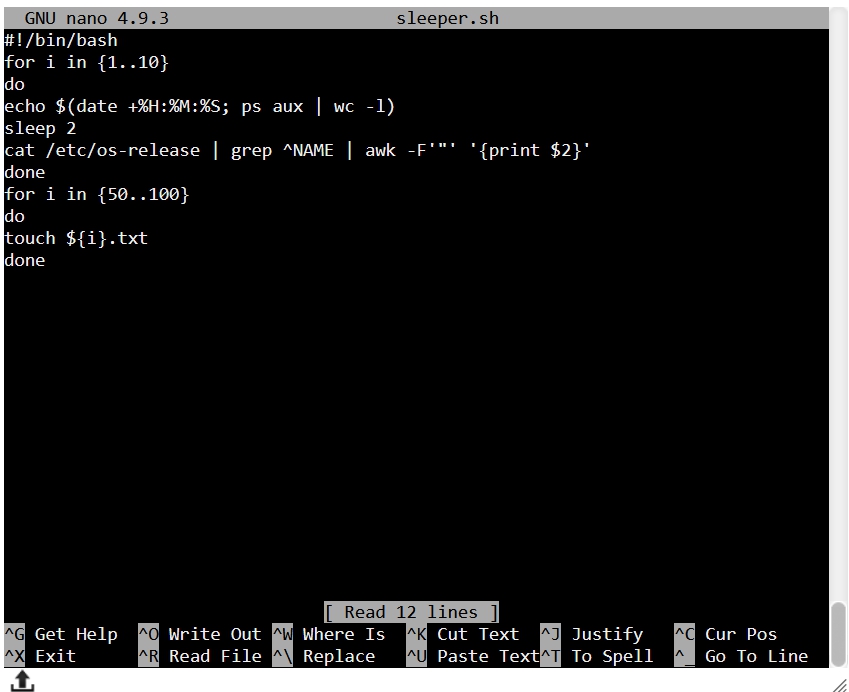 GNU nano 4.9.3 sleeper.sh
#!/bin/bash
for i in {1..10}
do
echo $(date +%H:%M:%S; ps aux | wc -l)
sleep 2
cat /etc/os-release | grep ^NAME | awk -F'"' '{print $2}'
done
for i in {50..100}
do
touch ${i}.txt
done
[ Read 12 lines ]
^G Get Help ^O Write Out ^W Where Is ^K Cut Text ^J Justify ^C Cur Pos
^X Exit ^R Read File ^\ Replace ^U Paste Text^T To Spell ^_ Go To Line